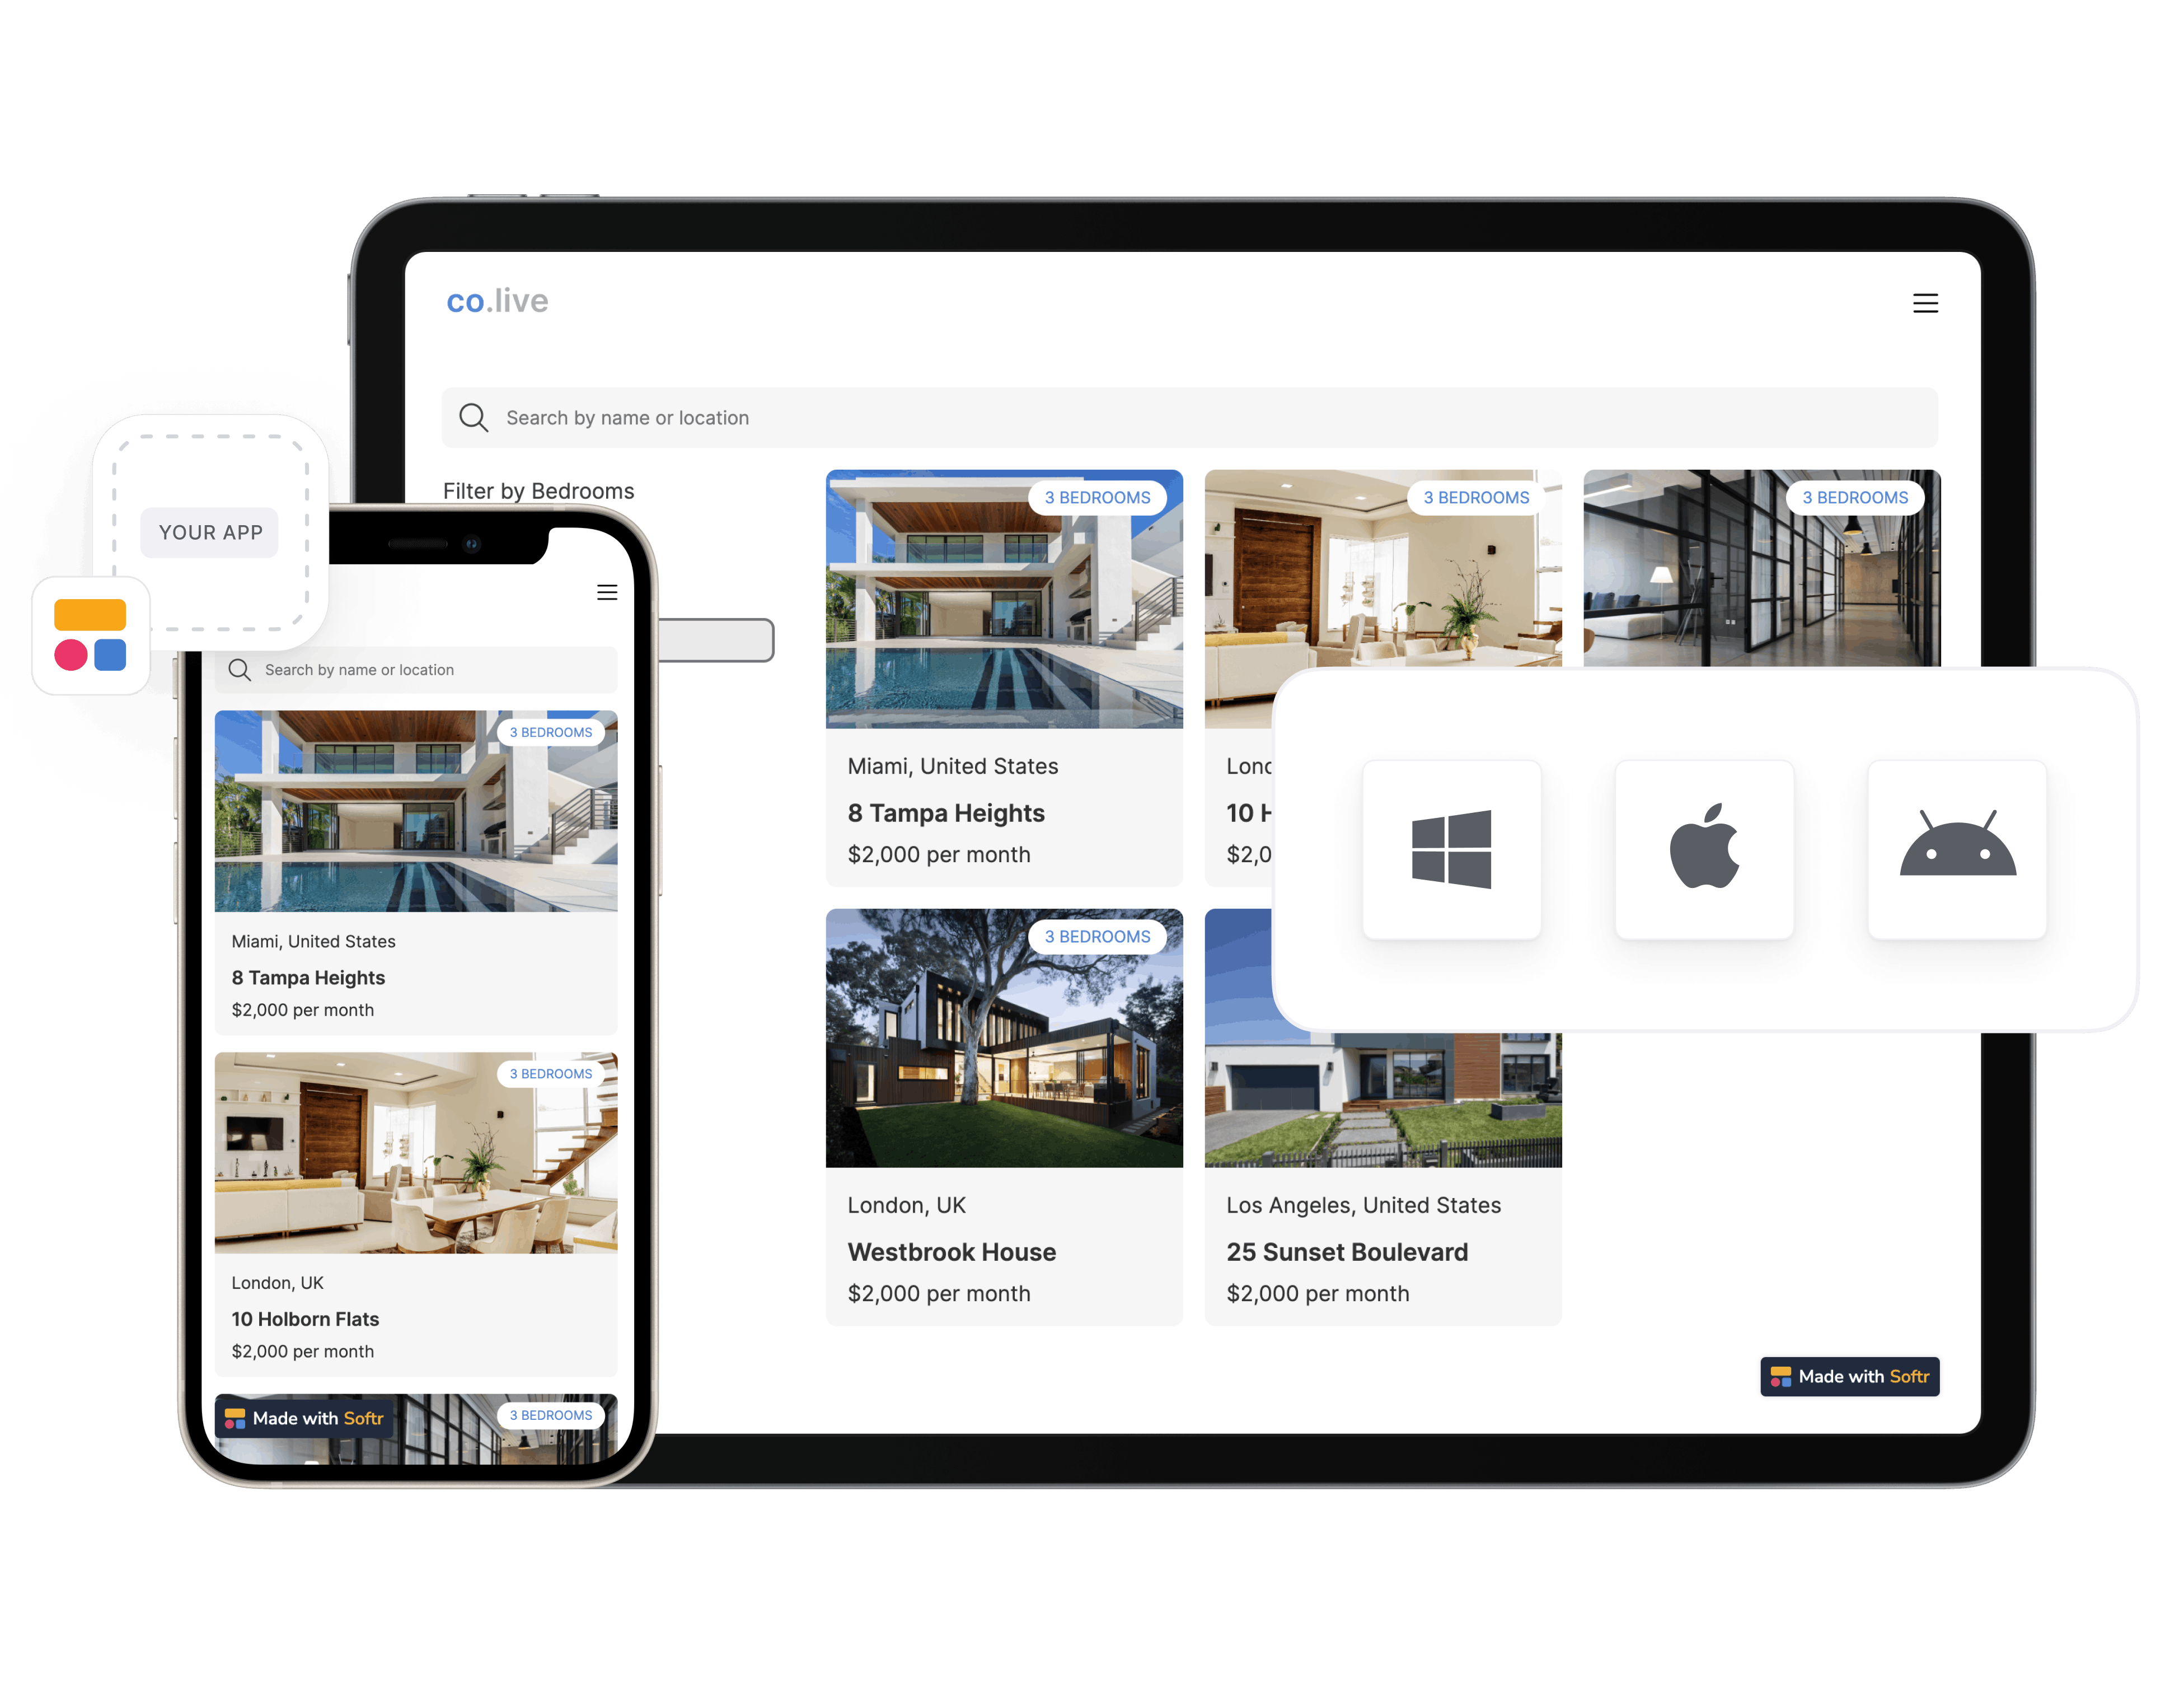 co.live
Search by name or location
Filter by Bedrooms
3 BEDROOMS
3 BEDROOMS
3 BEDROOMS
Miami, United States
8 Tampa Heights
$2,000 per month
10
3 BEDROOMS
London, UK
Westbrook House
$2,000 per month
Los Angeles, United States
25 Sunset Boulevard
$2,000 per month
Made with Softr
YOUR APP
Search by name or location
3 BEDROOMS
Miami, United States
8 Tampa Heights
$2,000 per month
3 BEDROOMS
London, UK
10 Holborn Flats
$2,000 per month
Made with Softr
3 BEDROOMS